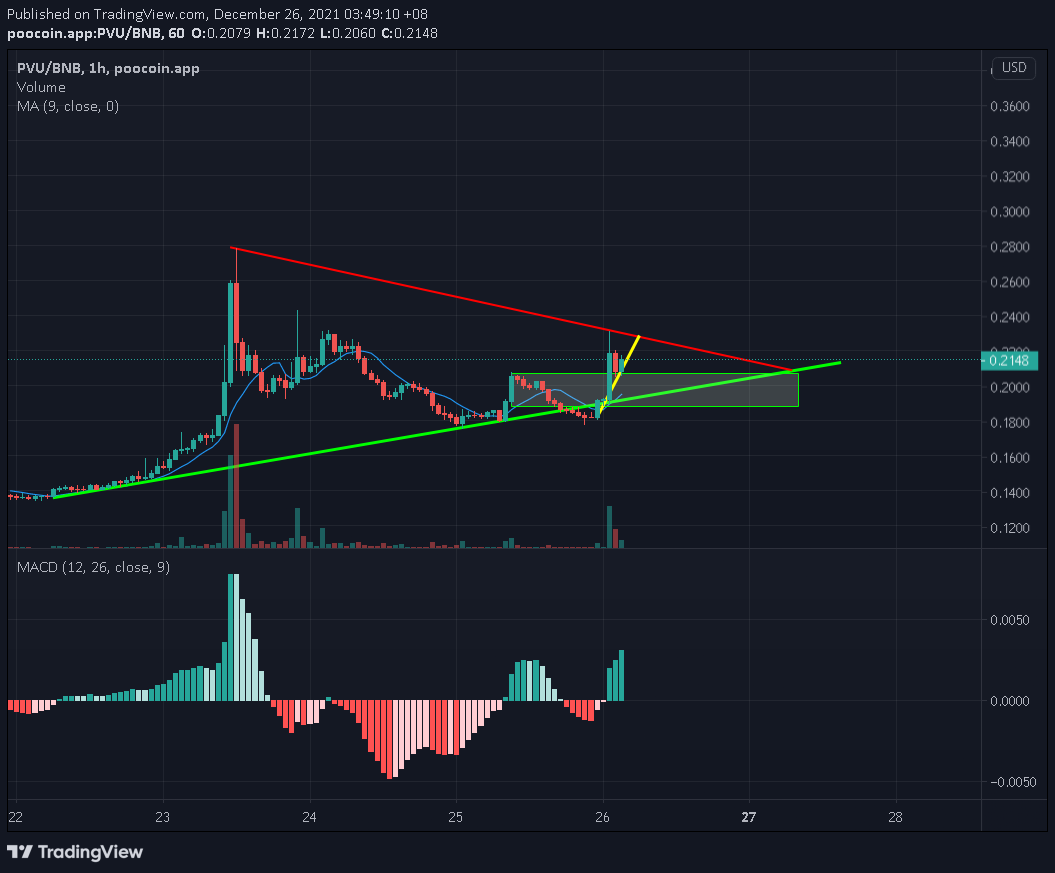 Published on TradingView.com, December 26, 2021 03:49:10 +08
poocoin.app:PVU/BNB, 60 O:0.2079 H:0.2172 L:0.2060 C:0.2148
PVU/BNB, 1h, poocoin.app
USD
Volume
MA (9, close, 0)
0.3600
0.3400
0.3200
0.3000
0.2800
0.2600
0.2400
0.2148
0.2000
0.1800
0.1600
0.1400
0.1200
MACD (12, 26, close, 9)
0.0050
0.0000
−0.0050
22 23 24 25 26 27 28
TradingView